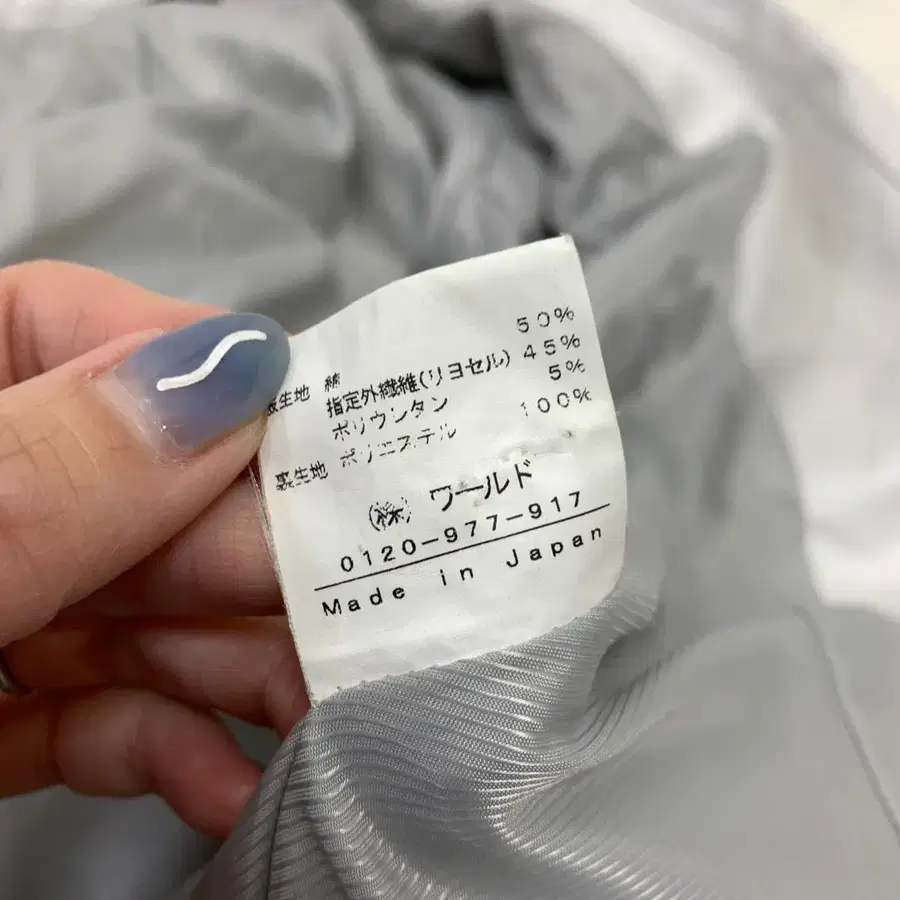 表生地 綿 50%
指定外繊維(リヨセル) 45%
ポリウレタン 5%
裏生地 ポリエステル 100%
(株) ワールド
0120-977-917
Made in Japan